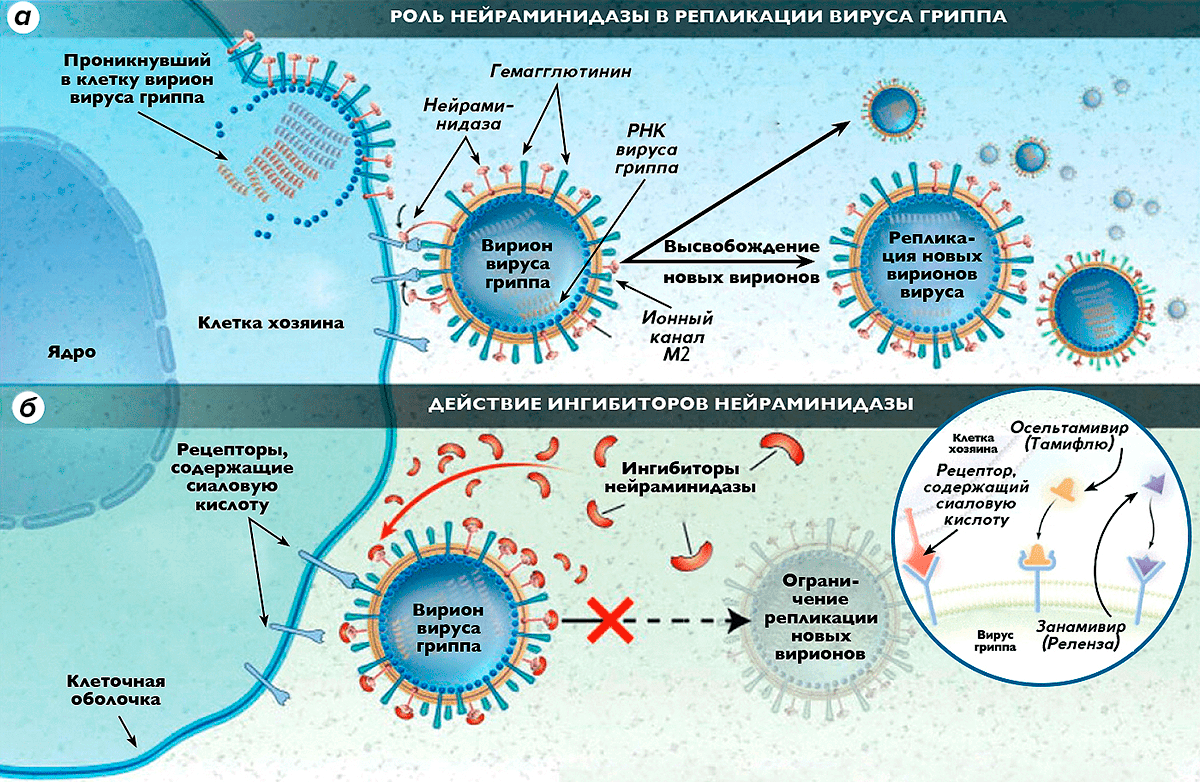 а
РОЛЬ НЕЙРАМИНИДАЗЫ В РЕПЛИКАЦИИ ВИРУСА ГРИППА
Проникнувший
в клетку вирион
вируса гриппа
Гемагглютинин
Нейрами-
нидаза
РНК
вируса
гриппа
Вирион
вируса
гриппа
Высвобождение
новых вирионов
Реплика-
ция новых
вирионов
вируса
Ионный
канал
М2
Клетка хозяина
Ядро
б
ДЕЙСТВИЕ ИНГИБИТОРОВ НЕЙРАМИНИДАЗЫ
Рецепторы,
содержащие
сиаловую
кислоту
Ингибиторы
нейраминидазы
Вирион
вируса
гриппа
Ограни-
чение
репликации
новых
вирионов
Клеточная
оболочка
Клетка
хозяина
Осельтамивир
(Тамифлю)
Рецептор,
содержащий
сиаловую
кислоту
Вирус
гриппа
Занамивир
(Реленза)